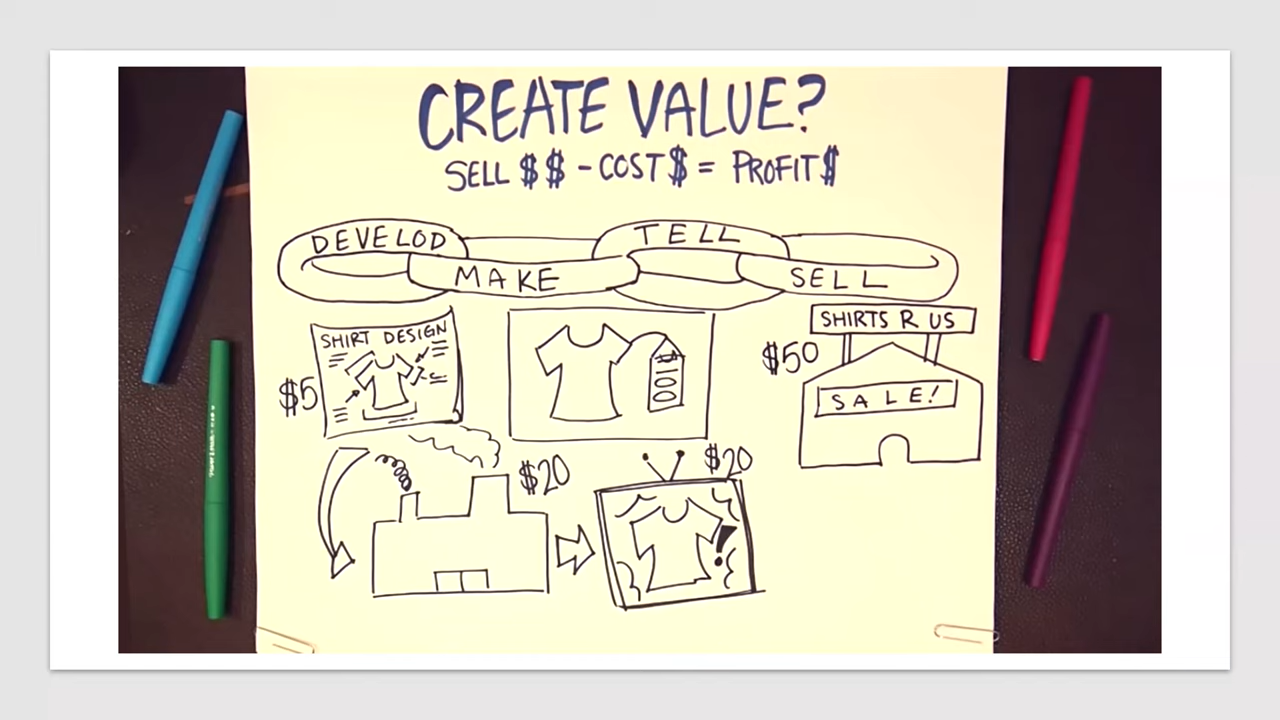 CREATE VALUE?
SELL $$ - COST $ = PROFIT $
DEVELOP
MAKE
TELL
SELL
SHIRT DESIGN
$5
$20
$20
SHIRTS R US
$50
SALE!